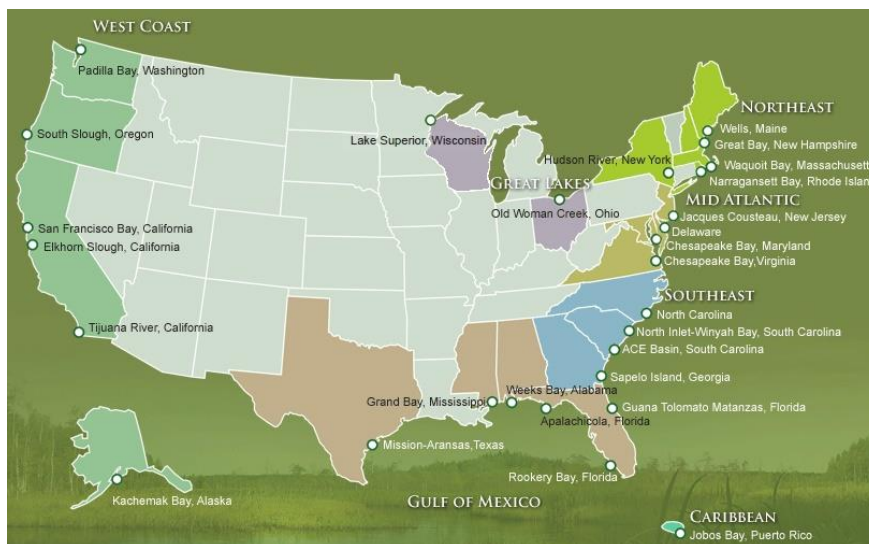 WEST COAST
Padilla Bay, Washington
South Slough, Oregon
San Francisco Bay, California
Elkhorn Slough, California
Tijuana River, California
Kachemak Bay, Alaska
Lake Superior, Wisconsin
GREAT LAKES
Old Woman Creek, Ohio
NORTHEAST
Wells, Maine
Great Bay, New Hampshire
Hudson River, New York
Waquoit Bay, Massachusett
Narragansett Bay, Rhode Islan
MID ATLANTIC
Jacques Cousteau, New Jersey
Delaware
Chesapeake Bay, Maryland
Chesapeake Bay,Virginia
SOUTHEAST
North Carolina
North Inlet-Winyah Bay, South Carolina
ACE Basin, South Carolina
Sapelo Island, Georgia
Guana Tolomato Matanzas, Florida
Weeks Bay, Alabama
Grand Bay, Mississippi
Apalachicola, Florida
Mission-Aransas,Texas
Rookery Bay, Florida
GULF OF MEXICO
CARIBBEAN
Jobos Bay, Puerto Rico